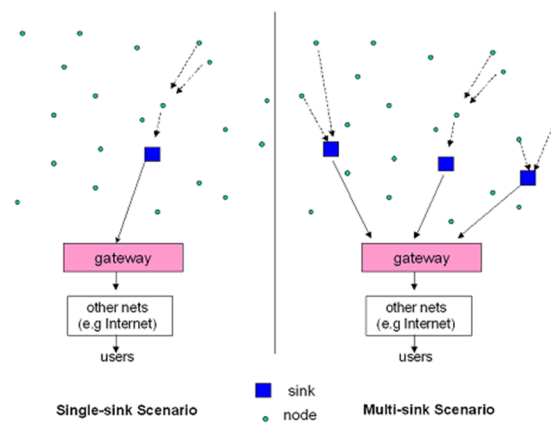 gateway
other nets
(e.g Internet)
users
gateway
other nets
(e.g Internet)
users
sink
node
Single-sink Scenario
Multi-sink Scenario